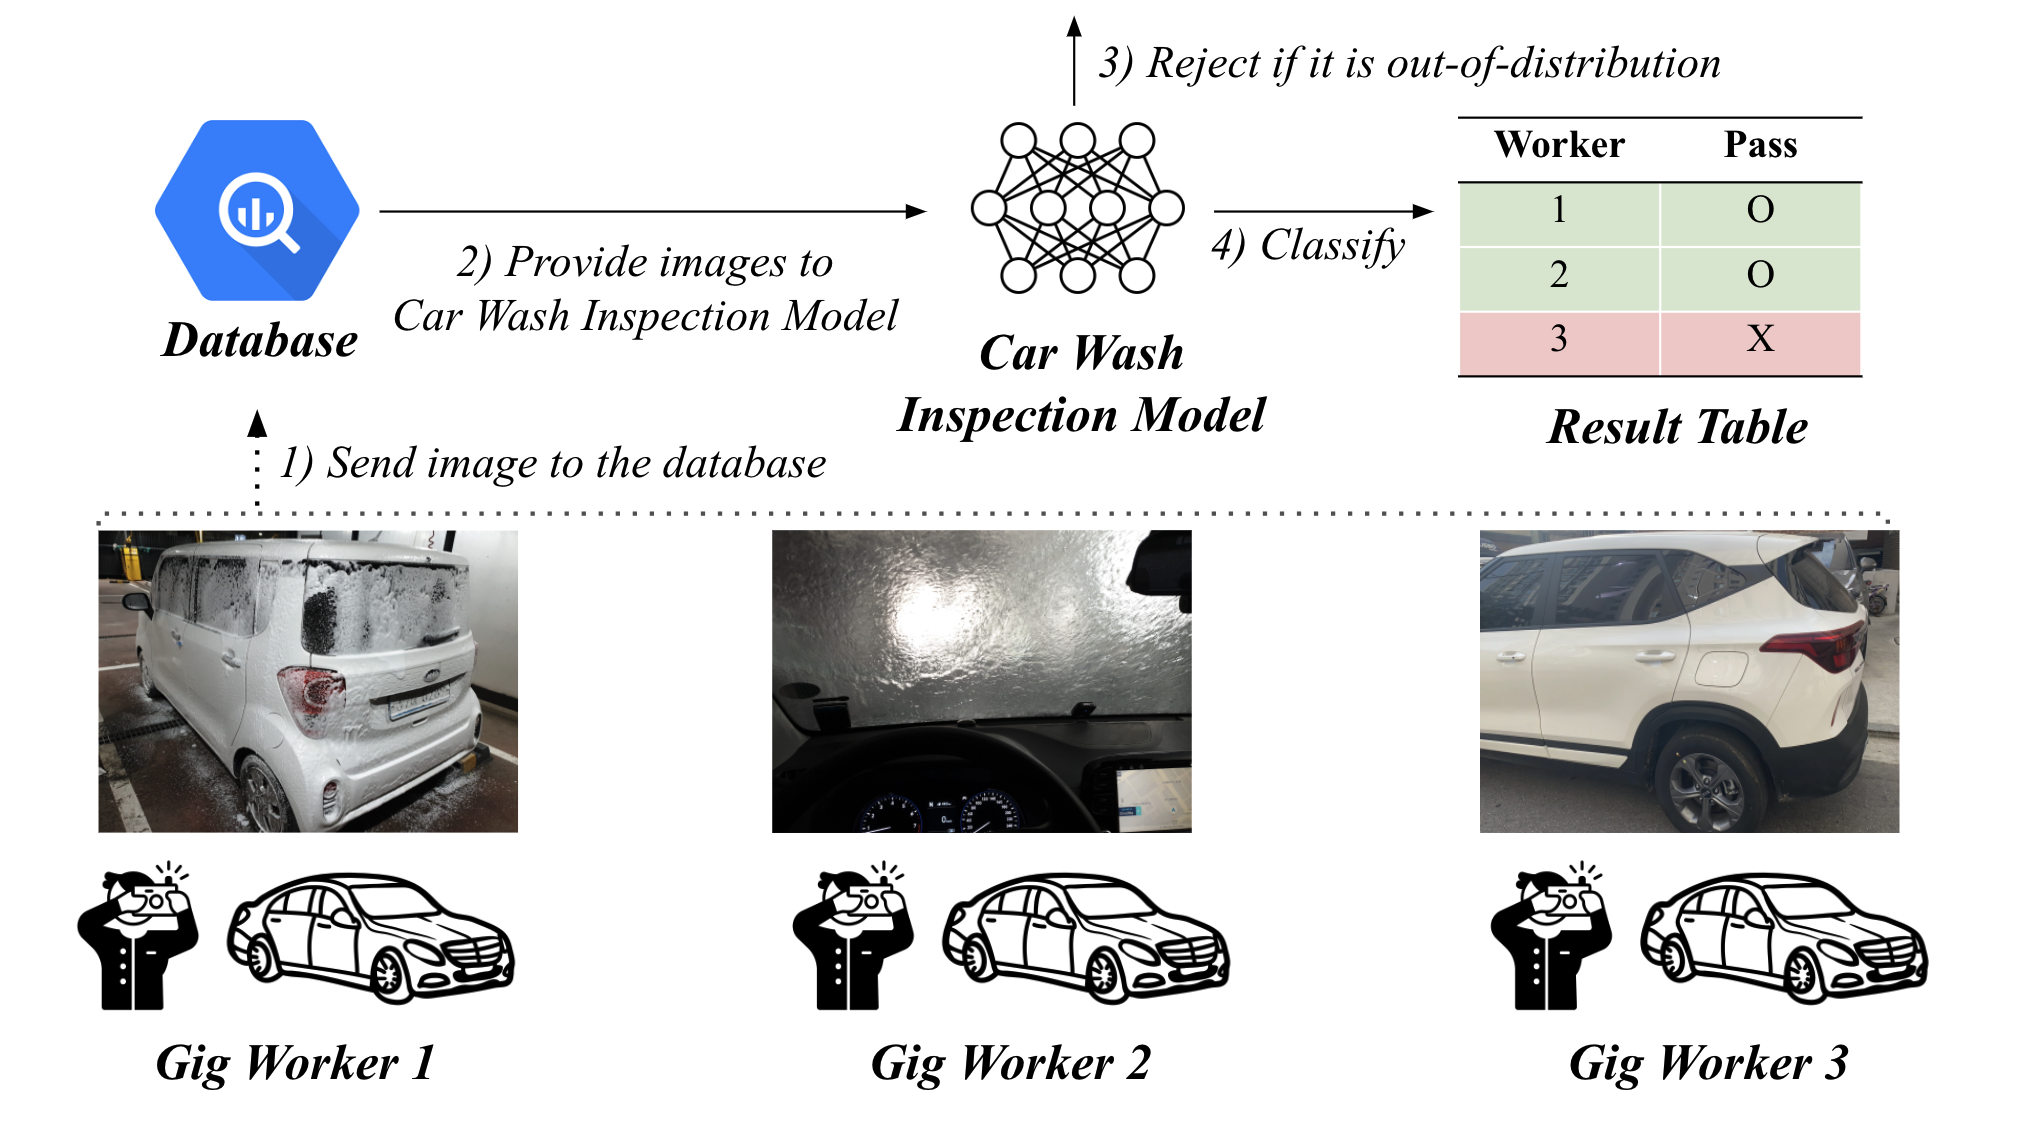 3) Reject if it is out-of-distribution
Worker Pass
1 O
2 O
3 X
2) Provide images to
Car Wash Inspection Model
4) Classify
Database
Car Wash
Inspection Model
Result Table
1) Send image to the database
Gig Worker 1
Gig Worker 2
Gig Worker 3